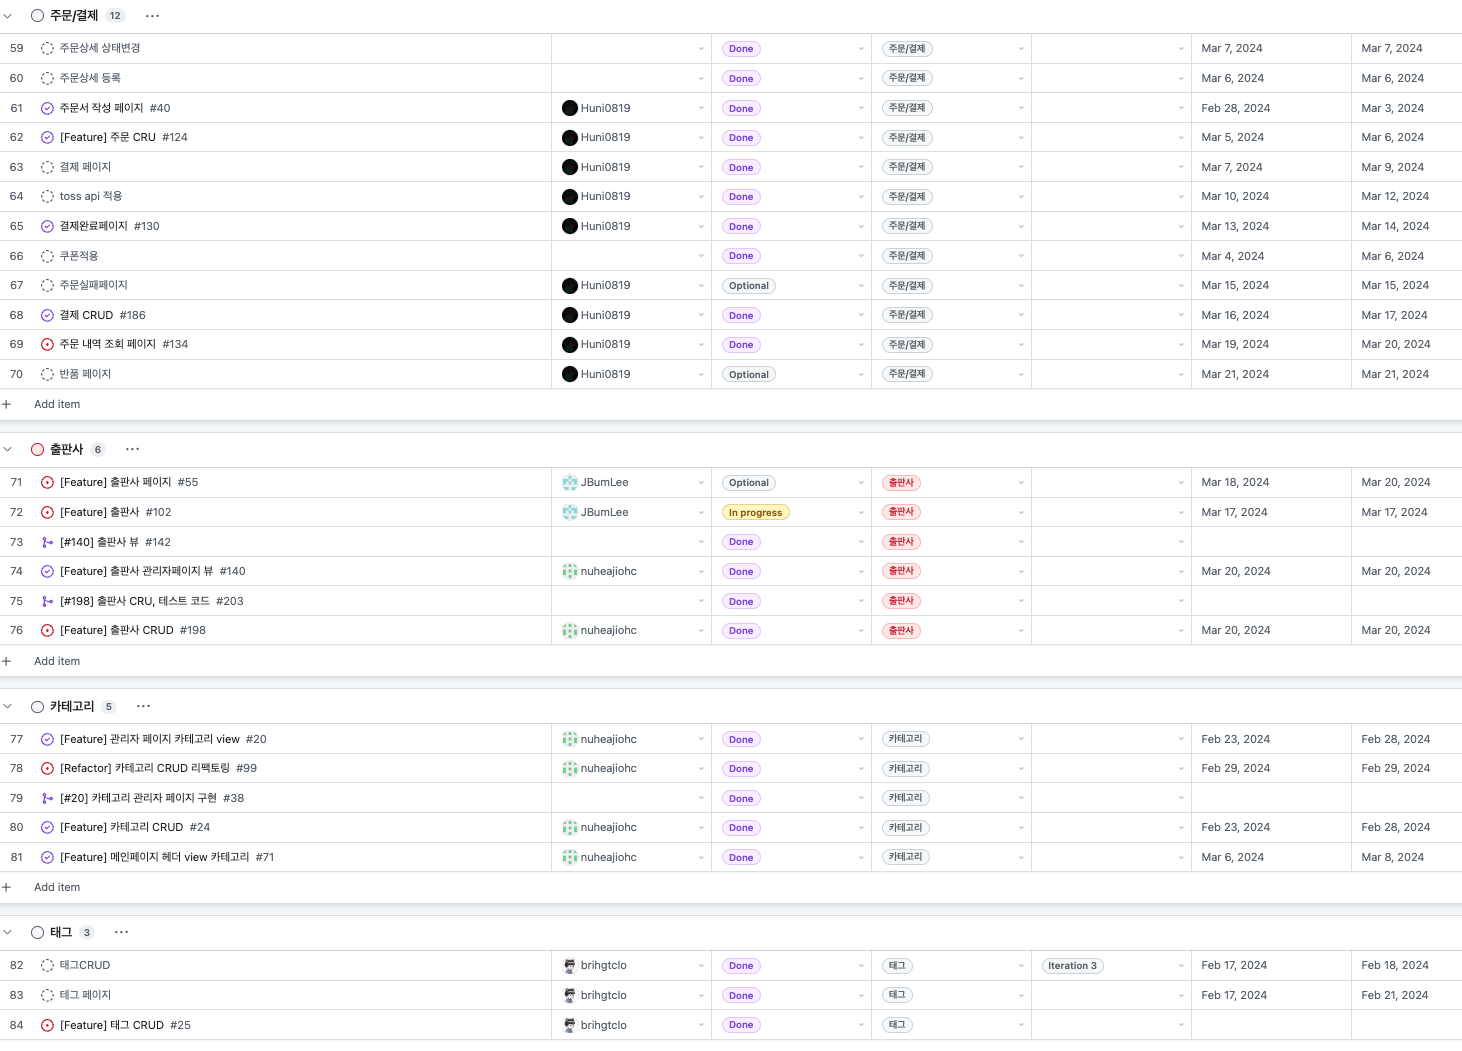 주문/결제 12 ...
59 주문상세 상태변경 Done 주문/결제 Mar 7, 2024 Mar 7, 2024
60 주문상세 등록 Done 주문/결제 Mar 6, 2024 Mar 6, 2024
61 주문서 작성 페이지 #40 Huni0819 Done 주문/결제 Feb 28, 2024 Mar 3, 2024
62 [Feature] 주문 CRU #124 Huni0819 Done 주문/결제 Mar 5, 2024 Mar 6, 2024
63 결제 페이지 Huni0819 Done 주문/결제 Mar 7, 2024 Mar 9, 2024
64 toss api 적용 Huni0819 Done 주문/결제 Mar 10, 2024 Mar 12, 2024
65 결제완료페이지 #130 Huni0819 Done 주문/결제 Mar 13, 2024 Mar 14, 2024
66 쿠폰적용 Done 주문/결제 Mar 4, 2024 Mar 6, 2024
67 주문실패페이지 Huni0819 Optional 주문/결제 Mar 15, 2024 Mar 15, 2024
68 결제 CRUD #186 Huni0819 Done 주문/결제 Mar 16, 2024 Mar 17, 2024
69 주문 내역 조회 페이지 #134 Huni0819 Done 주문/결제 Mar 19, 2024 Mar 20, 2024
70 반품 페이지 Huni0819 Optional 주문/결제 Mar 21, 2024 Mar 21, 2024
+ Add item
출판사 6 ...
71 [Feature] 출판사 페이지 #55 JBumLee Optional 출판사 Mar 18, 2024 Mar 20, 2024
72 [Feature] 출판사 #102 JBumLee In progress 출판사 Mar 17, 2024 Mar 17, 2024
73 [#140] 출판사 뷰 #142 Done 출판사
74 [Feature] 출판사 관리자페이지 뷰 #140 nuheajiohc Done 출판사 Mar 20, 2024 Mar 20, 2024
75 [#198] 출판사 CRU, 테스트 코드 #203 Done 출판사
76 [Feature] 출판사 CRUD #198 nuheajiohc Done 출판사 Mar 20, 2024 Mar 20, 2024
+ Add item
카테고리 5 ...
77 [Feature] 관리자 페이지 카테고리 view #20 nuheajiohc Done 카테고리 Feb 23, 2024 Feb 28, 2024
78 [Refactor] 카테고리 CRUD 리팩토링 #99 nuheajiohc Done 카테고리 Feb 29, 2024 Feb 29, 2024
79 [#20] 카테고리 관리자 페이지 구현 #38 Done 카테고리
80 [Feature] 카테고리 CRUD #24 nuheajiohc Done 카테고리 Feb 23, 2024 Feb 28, 2024
81 [Feature] 메인페이지 헤더 view 카테고리 #71 nuheajiohc Done 카테고리 Mar 6, 2024 Mar 8, 2024
+ Add item
태그 3 ...
82 태그CRUD brihgtclo Done 태그 Iteration 3 Feb 17, 2024 Feb 18, 2024
83 테그 페이지 brihgtclo Done 태그 Feb 17, 2024 Feb 21, 2024
84 [Feature] 태그 CRUD #25 brihgtclo Done 태그